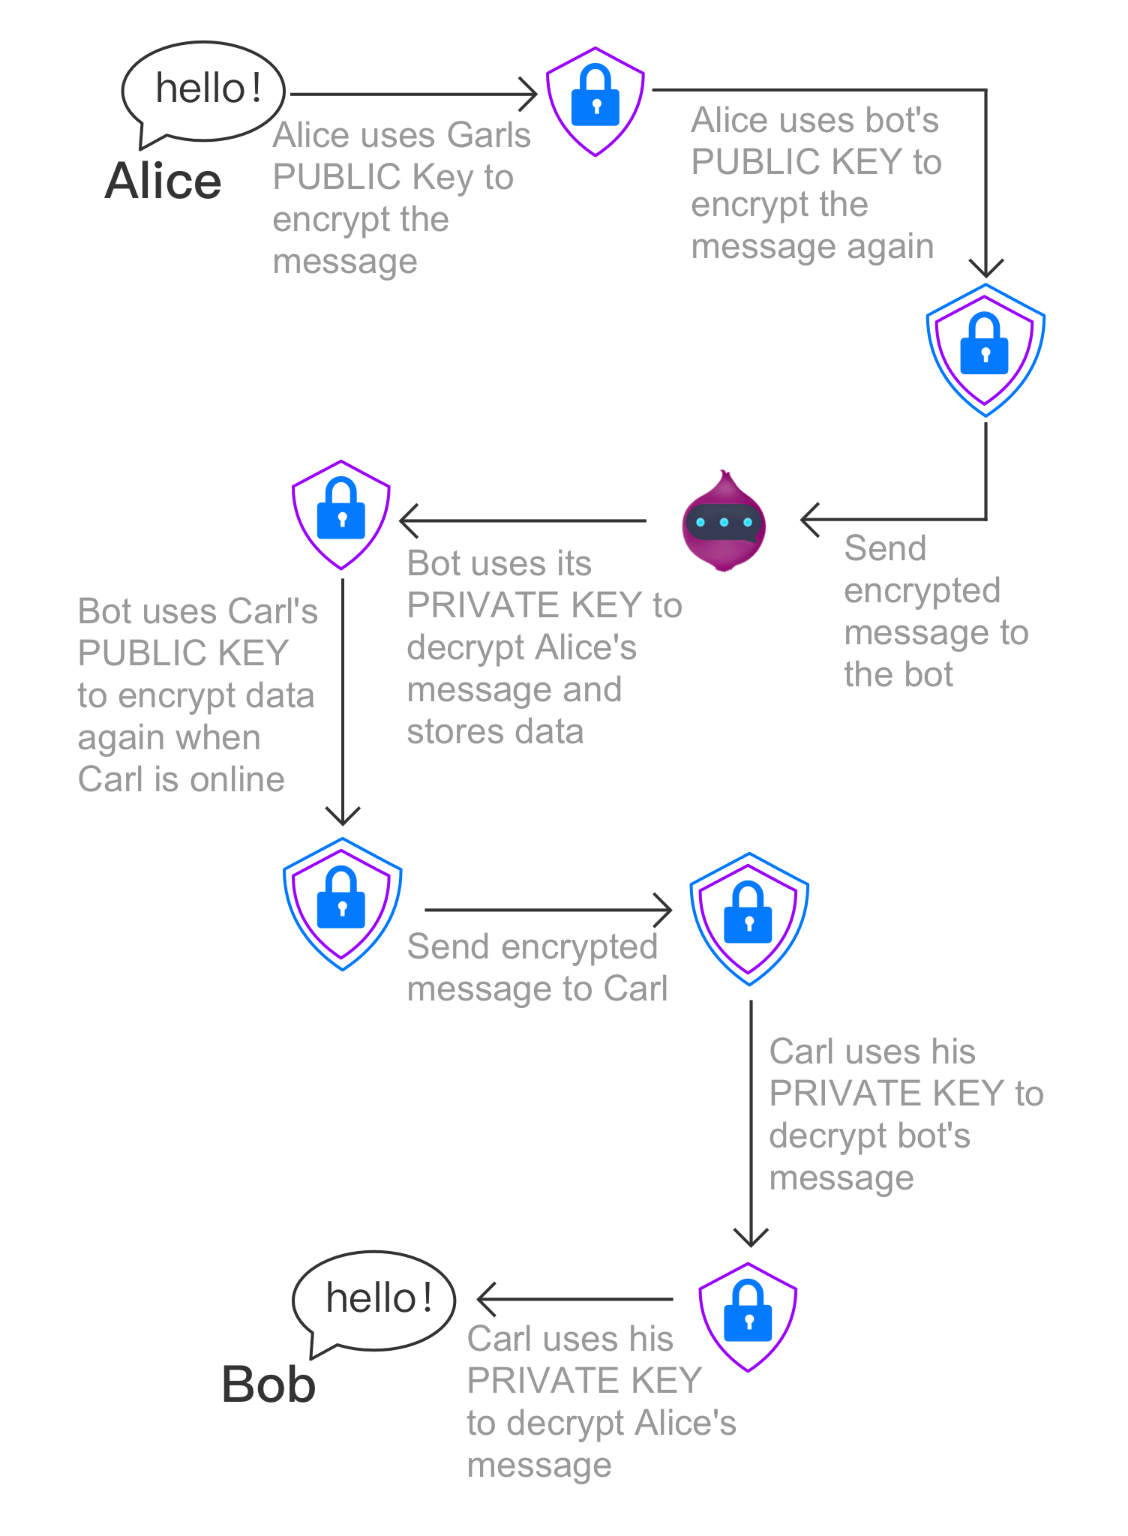 hello!
Alice
Alice uses Garls
PUBLIC Key to
encrypt the
message
Alice uses bot's
PUBLIC KEY to
encrypt the
message again
Send
encrypted
message to
the bot
Bot uses its
PRIVATE KEY to
decrypt Alice's
message and
stores data
Bot uses Carl's
PUBLIC KEY
to encrypt data
again when
Carl is online
Send encrypted
message to Carl
Carl uses his
PRIVATE KEY to
decrypt bot's
message
Carl uses his
PRIVATE KEY
to decrypt Alice's
message
hello!
Bob